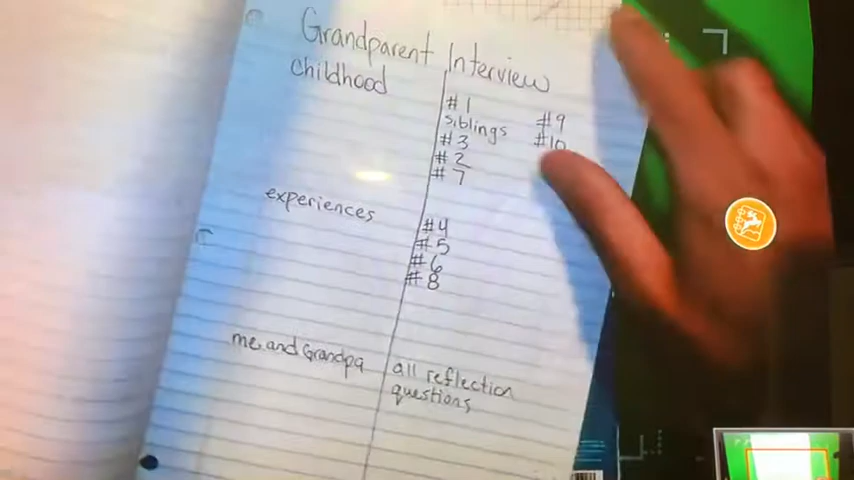 Grandparent Interview
childhood
#1
siblings
#3
#2
#7
#9
#10
experiences
#4
#5
#6
#8
me and Grandpa
all reflection
questions